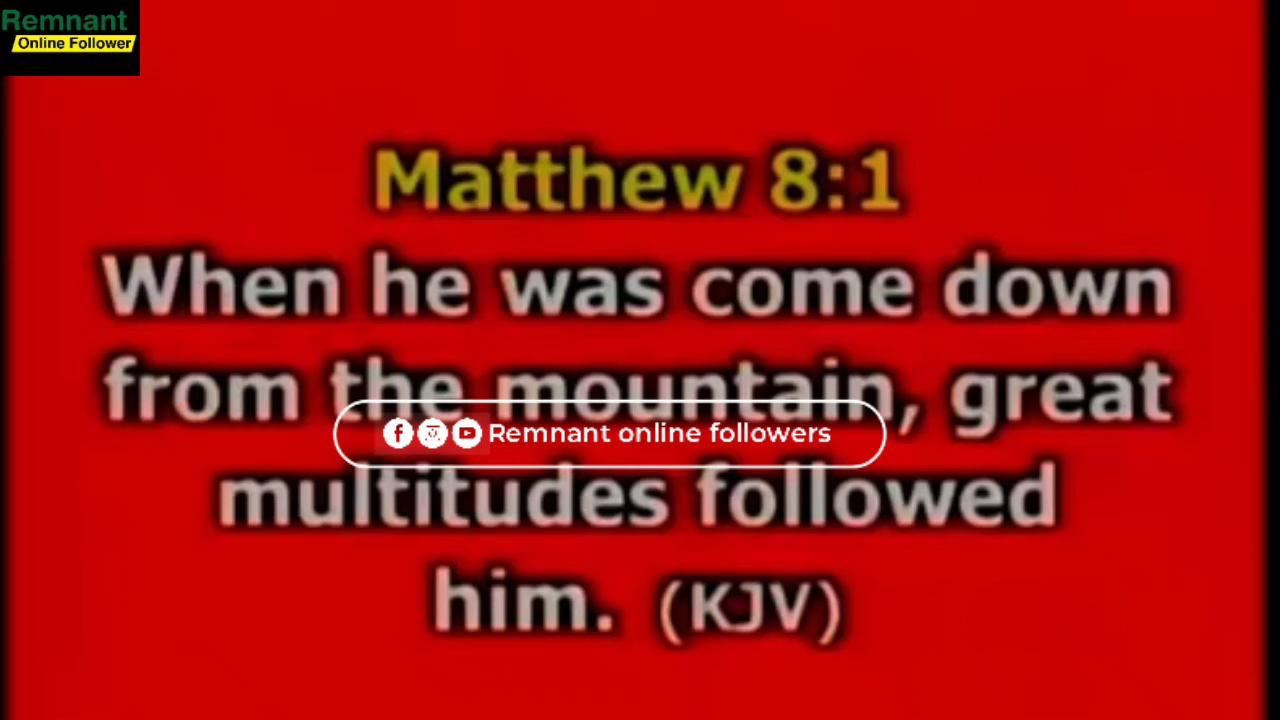 Remnant
Online Follower
Matthew 8:1
When he was come down
from the mountain, great
Remnant online followers
multitudes followed
him. (KJV)